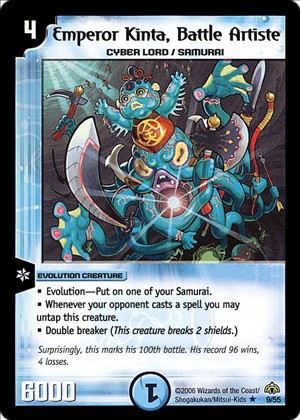 4 Emperor Kinta, Battle Artiste
CYBER LORD / SAMURAI
EVOLUTION CREATURE
▪ Evolution—Put on one of your Samurai.
▪ Whenever your opponent casts a spell you may
untap this creature.
▪ Double breaker (This creature breaks 2 shields.)
Surprisingly, this marks his 100th battle. His record 96 wins,
4 losses.
6000
1
©2006 Wizards of the Coast/
Shogakukan/Mitsui-Kids ★ 9/55